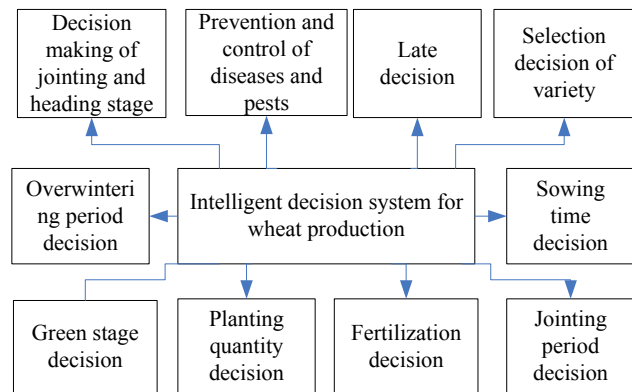 Decision
making of
jointing and
heading stage
Prevention and
control of
diseases and
pests
Late
decision
Selection
decision of
variety
Overwinteri
ng period
decision
Intelligent decision system for
wheat production
Sowing
time
decision
Green stage
decision
Planting
quantity
decision
Fertilization
decision
Jointing
period
decision